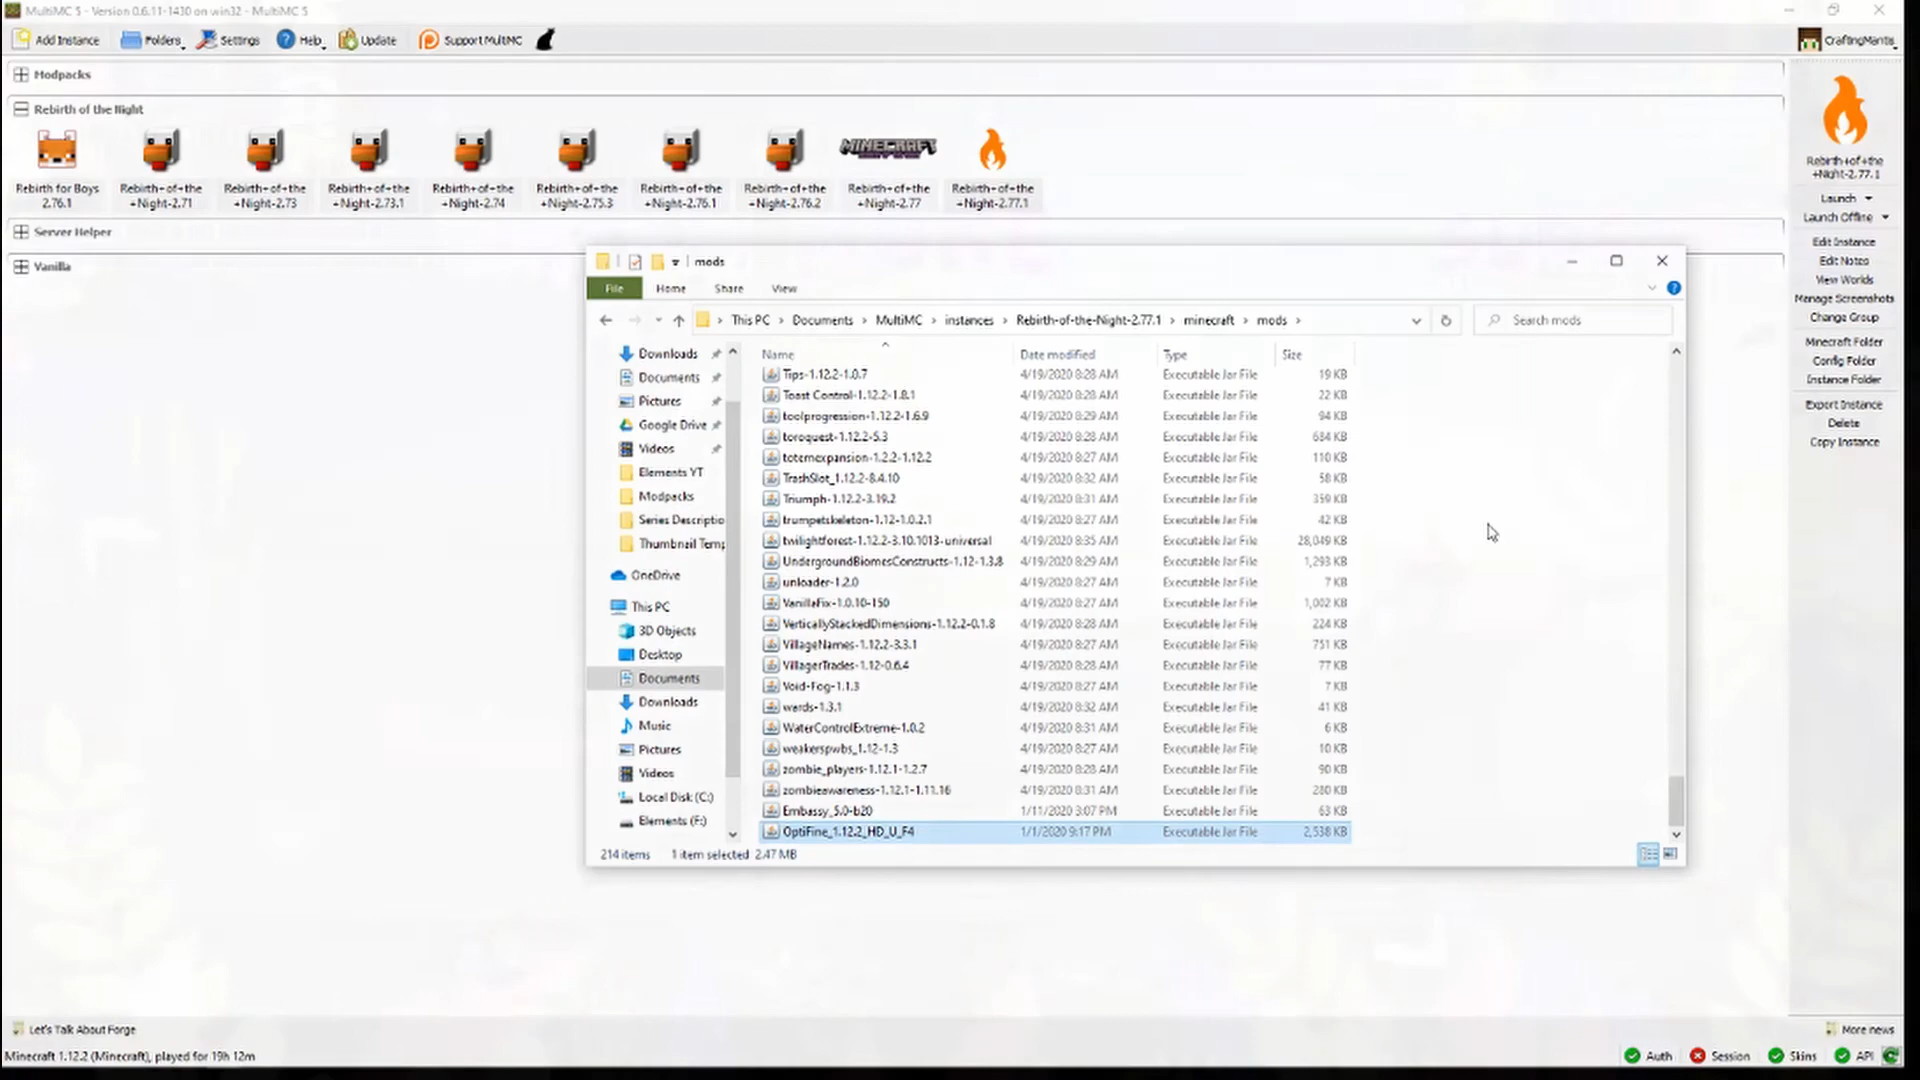 MultiMC 5 - Version 0.6.11-1430 on win32 - MultiMC 5
Add Instance Folders Settings Help Update Support MultiMC CraftingMantis
Modpacks
Rebirth of the Night
Rebirth for Boys 2.76.1
Rebirth+of+the+Night-2.71
Rebirth+of+the+Night-2.73
Rebirth+of+the+Night-2.73.1
Rebirth+of+the+Night-2.74
Rebirth+of+the+Night-2.75.3
Rebirth+of+the+Night-2.76.1
Rebirth+of+the+Night-2.76.2
MINECRAFT
Rebirth+of+the+Night-2.77
Rebirth+of+the+Night-2.77.1
Server Helper
Vanilla
Rebirth+of+the
+Night-2.77.1
Launch
Launch Offline
Edit Instance
Edit Notes
View Worlds
Manage Screenshots
Change Group
Minecraft Folder
Config Folder
Instance Folder
Export Instance
Delete
Copy Instance
mods
File Home Share View
This PC > Documents > MultiMC > instances > Rebirth-of-the-Night-2.77.1 > minecraft > mods >
Search mods
Downloads
Documents
Pictures
Google Drive
Videos
Elements YT
Modpacks
Series Descriptio
Thumbnail Temp
OneDrive
This PC
3D Objects
Desktop
Documents
Downloads
Music
Pictures
Videos
Local Disk (C:)
Elements (F:)
Name Date modified Type Size
Tips-1.12.2-1.0.7 4/19/2020 8:28 AM Executable Jar File 19 KB
Toast Control-1.12.2-1.8.1 4/19/2020 8:28 AM Executable Jar File 22 KB
toolprogression-1.12.2-1.6.9 4/19/2020 8:29 AM Executable Jar File 94 KB
toroquest-1.12.2-5.3 4/19/2020 8:28 AM Executable Jar File 684 KB
totemexpansion-1.2.2-1.12.2 4/19/2020 8:27 AM Executable Jar File 110 KB
TrashSlot_1.12.2-8.4.10 4/19/2020 8:32 AM Executable Jar File 58 KB
Triumph-1.12.2-3.19.2 4/19/2020 8:31 AM Executable Jar File 359 KB
trumpetskeleton-1.12-1.0.2.1 4/19/2020 8:27 AM Executable Jar File 42 KB
twilightforest-1.12.2-3.10.1013-universal 4/19/2020 8:35 AM Executable Jar File 28,049 KB
UndergroundBiomesConstructs-1.12-1.3.8 4/19/2020 8:29 AM Executable Jar File 1,293 KB
unloader-1.2.0 4/19/2020 8:27 AM Executable Jar File 7 KB
VanillaFix-1.0.10-150 4/19/2020 8:27 AM Executable Jar File 1,002 KB
VerticallyStackedDimensions-1.12.2-0.1.8 4/19/2020 8:28 AM Executable Jar File 224 KB
VillageNames-1.12.2-3.3.1 4/19/2020 8:27 AM Executable Jar File 751 KB
VillagerTrades-1.12-0.6.4 4/19/2020 8:28 AM Executable Jar File 77 KB
Void-Fog-1.1.3 4/19/2020 8:27 AM Executable Jar File 7 KB
wards-1.3.1 4/19/2020 8:32 AM Executable Jar File 41 KB
WaterControlExtreme-1.0.2 4/19/2020 8:31 AM Executable Jar File 6 KB
weakerspwbs_1.12-1.3 4/19/2020 8:27 AM Executable Jar File 10 KB
zombie_players-1.12.1-1.2.7 4/19/2020 8:28 AM Executable Jar File 90 KB
zombieawareness-1.12.1-1.11.16 4/19/2020 8:31 AM Executable Jar File 280 KB
Embassy_5.0-b20 1/11/2020 3:07 PM Executable Jar File 63 KB
OptiFine_1.12.2_HD_U_F4 1/1/2020 9:17 PM Executable Jar File 2,538 KB
214 items 1 item selected 2.47 MB
Let's Talk About Forge More news
Minecraft 1.12.2 (Minecraft), played for 19h 12m Auth Session Skins API